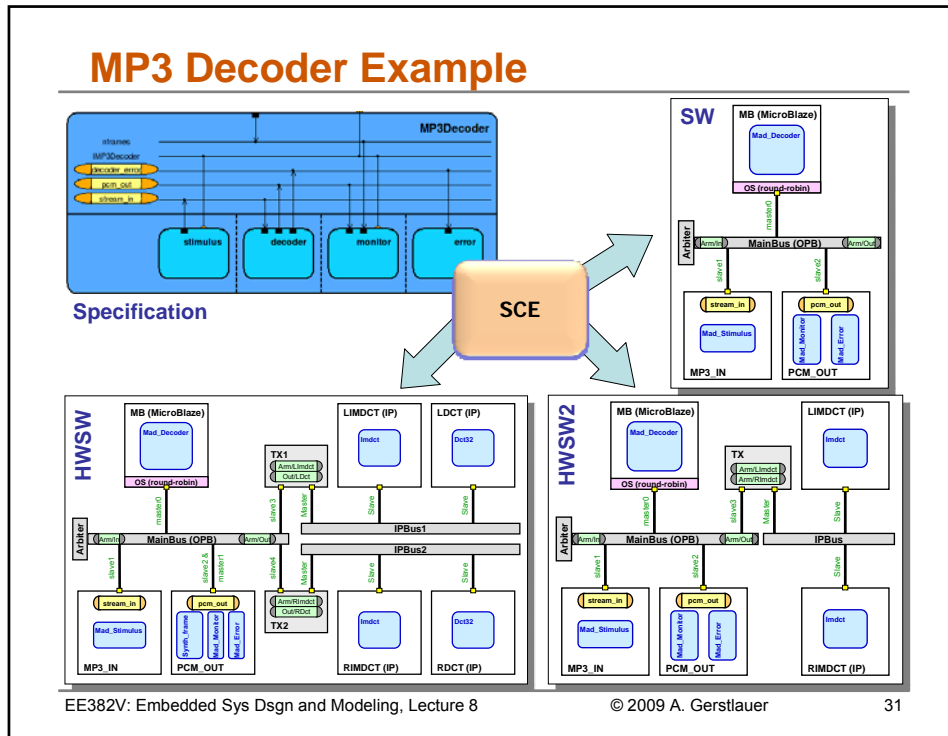 MP3 Decoder Example
MP3Decoder
nframes
IMP3Decoder
decoder_error
pcm_out
stream_in
stimulus
decoder
monitor
error
Specification
SCE
SW
MB (MicroBlaze)
Mad_Decoder
OS (round-robin)
master0
Arbiter
Arm/In
MainBus (OPB)
Arm/Out
slave1
slave2
stream_in
Mad_Stimulus
MP3_IN
pcm_out
Mad_Monitor
Mad_Error
PCM_OUT
HWSW
MB (MicroBlaze)
Mad_Decoder
OS (round-robin)
master0
Arbiter
Arm/In
MainBus (OPB)
Arm/Out
slave1
slave2 &
master1
stream_in
Mad_Stimulus
MP3_IN
pcm_out
Synth_frame
Mad_Monitor
Mad_Error
PCM_OUT
TX1
Arm/LImdct
Out/LDct
slave3
Master
slave4
Master
Arm/RImdct
Out/RDct
TX2
LIMDCT (IP)
Imdct
Slave
LDCT (IP)
Dct32
Slave
IPBus1
IPBus2
Slave
Imdct
RIMDCT (IP)
Slave
Dct32
RDCT (IP)
HWSW2
MB (MicroBlaze)
Mad_Decoder
OS (round-robin)
master0
Arbiter
Arm/In
MainBus (OPB)
Arm/Out
slave1
slave2
stream_in
Mad_Stimulus
MP3_IN
pcm_out
Mad_Monitor
Mad_Error
PCM_OUT
TX
Arm/LImdct
Arm/RImdct
slave3
Master
LIMDCT (IP)
Imdct
Slave
IPBus
Slave
Imdct
RIMDCT (IP)
EE382V: Embedded Sys Dsgn and Modeling, Lecture 8
© 2009 A. Gerstlauer
31